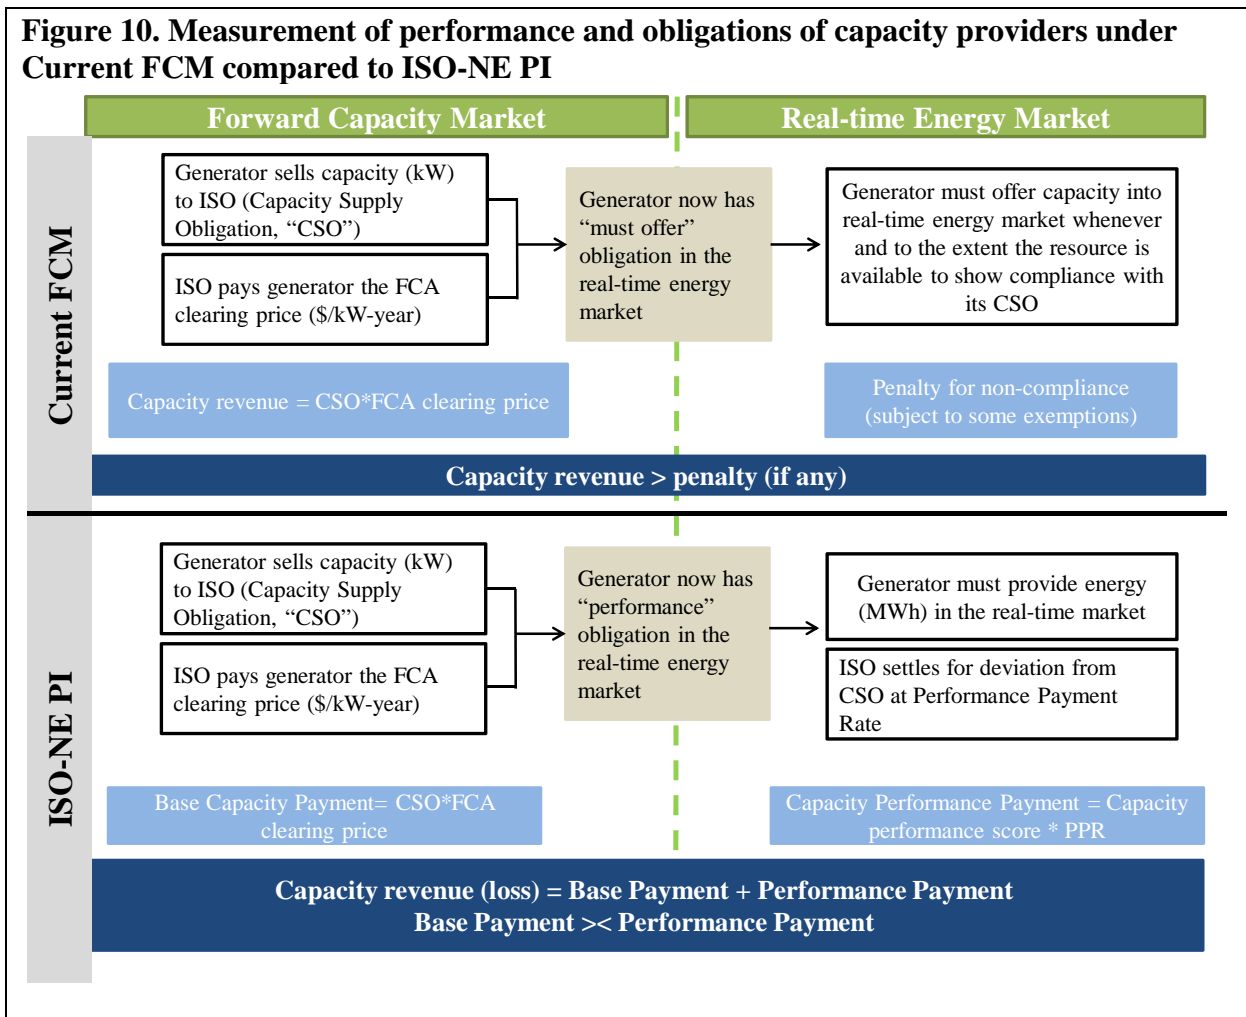 Figure 10. Measurement of performance and obligations of capacity providers under
Current FCM compared to ISO-NE PI
Forward Capacity Market
Real-time Energy Market
Current FCM
Generator sells capacity (kW)
to ISO (Capacity Supply
Obligation, “CSO”)
ISO pays generator the FCA
clearing price ($/kW-year)
Generator now has
“must offer”
obligation in the
real-time energy
market
Generator must offer capacity into
real-time energy market whenever
and to the extent the resource is
available to show compliance with
its CSO
Capacity revenue = CSO*FCA clearing price
Penalty for non-compliance
(subject to some exemptions)
Capacity revenue > penalty (if any)
ISO-NE PI
Generator sells capacity (kW)
to ISO (Capacity Supply
Obligation, “CSO”)
ISO pays generator the FCA
clearing price ($/kW-year)
Generator now has
“performance”
obligation in the
real-time energy
market
Generator must provide energy
(MWh) in the real-time market
ISO settles for deviation from
CSO at Performance Payment
Rate
Base Capacity Payment= CSO*FCA
clearing price
Capacity Performance Payment = Capacity
performance score * PPR
Capacity revenue (loss) = Base Payment + Performance Payment
Base Payment >< Performance Payment